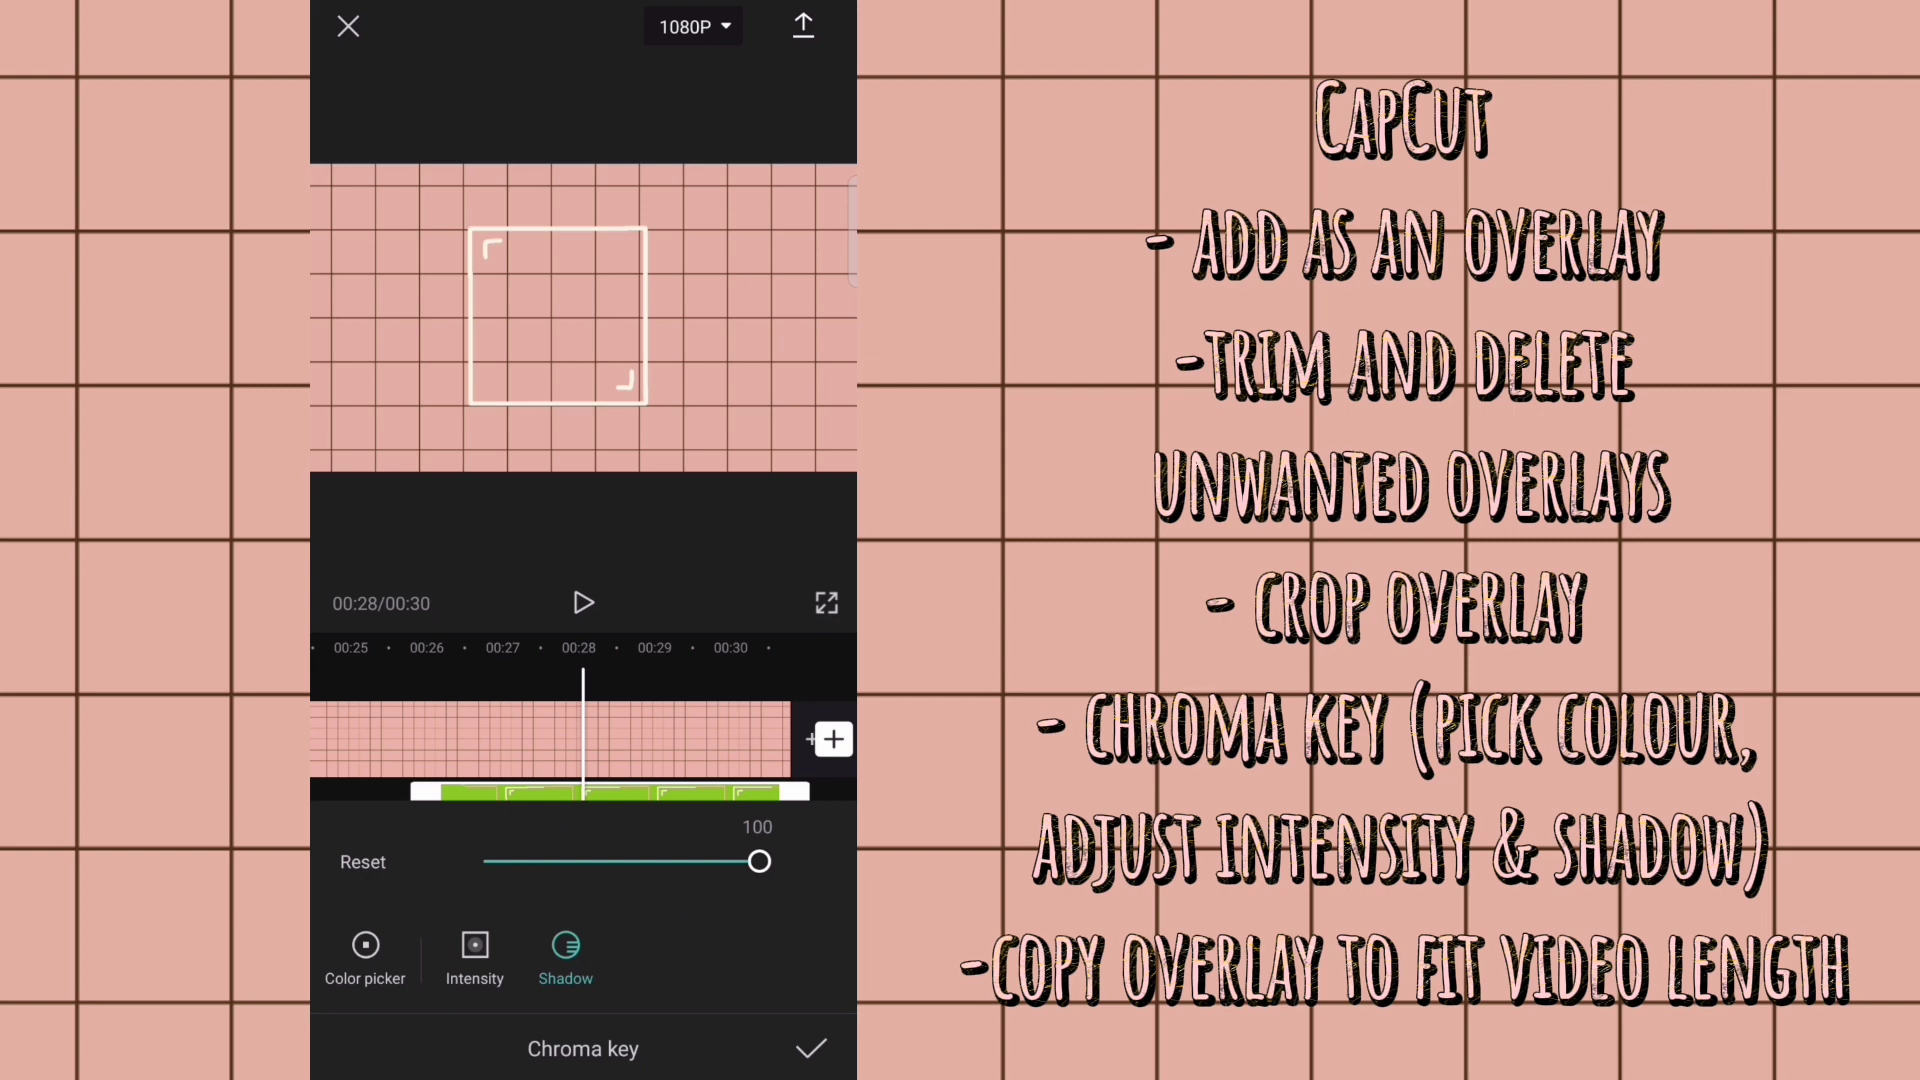 1080P
00:28/00:30
00:25 00:26 00:27 00:28 00:29 00:30
100
Reset
Color picker
Intensity
Shadow
Chroma key
CapCut
- ADD AS AN OVERLAY
-TRIM AND DELETE
UNWANTED OVERLAYS
- CROP OVERLAY
- CHROMA KEY (PICK COLOUR,
ADJUST INTENSITY & SHADOW)
-COPY OVERLAY TO FIT VIDEO LENGTH